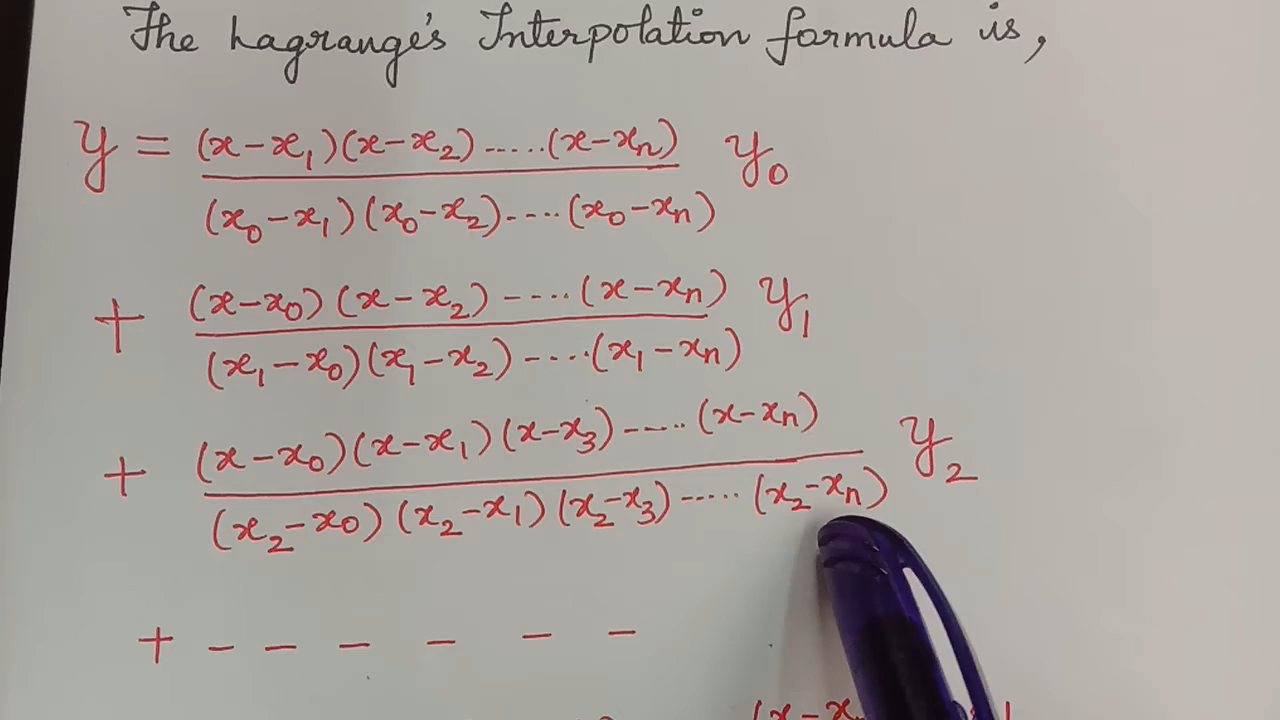 The Lagrange's Interpolation formula is,
y = (x-x₁)(x-x₂).....(x-xₙ) y₀
(x₀-x₁)(x₀-x₂).....(x₀-xₙ)
+ (x-x₀)(x-x₂)-....(x-xₙ) y₁
(x₁-x₀)(x₁-x₂)-....(x₁-xₙ)
+ (x-x₀)(x-x₁)(x-x₃)-....(x-xₙ) y₂
(x₂-x₀)(x₂-x₁)(x₂-x₃)-....(x₂-xₙ)
+ - - - - - -